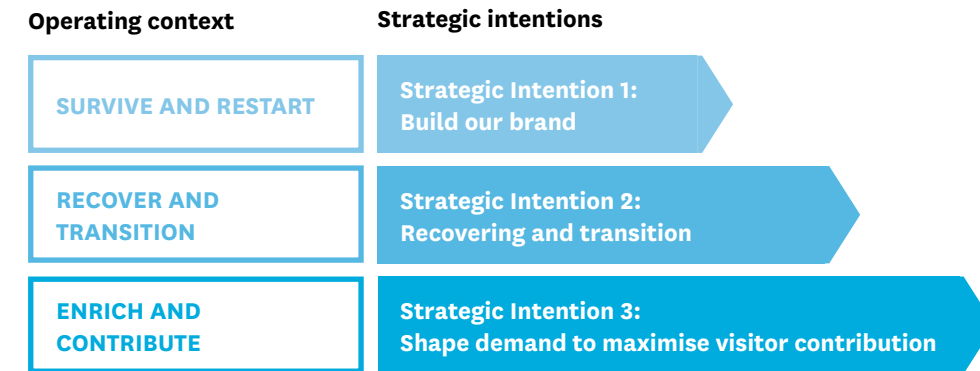 Operating context
Strategic intentions
SURVIVE AND RESTART
Strategic Intention 1:
Build our brand
RECOVER AND
TRANSITION
Strategic Intention 2:
Recovering and transition
ENRICH AND
CONTRIBUTE
Strategic Intention 3:
Shape demand to maximise visitor contribution